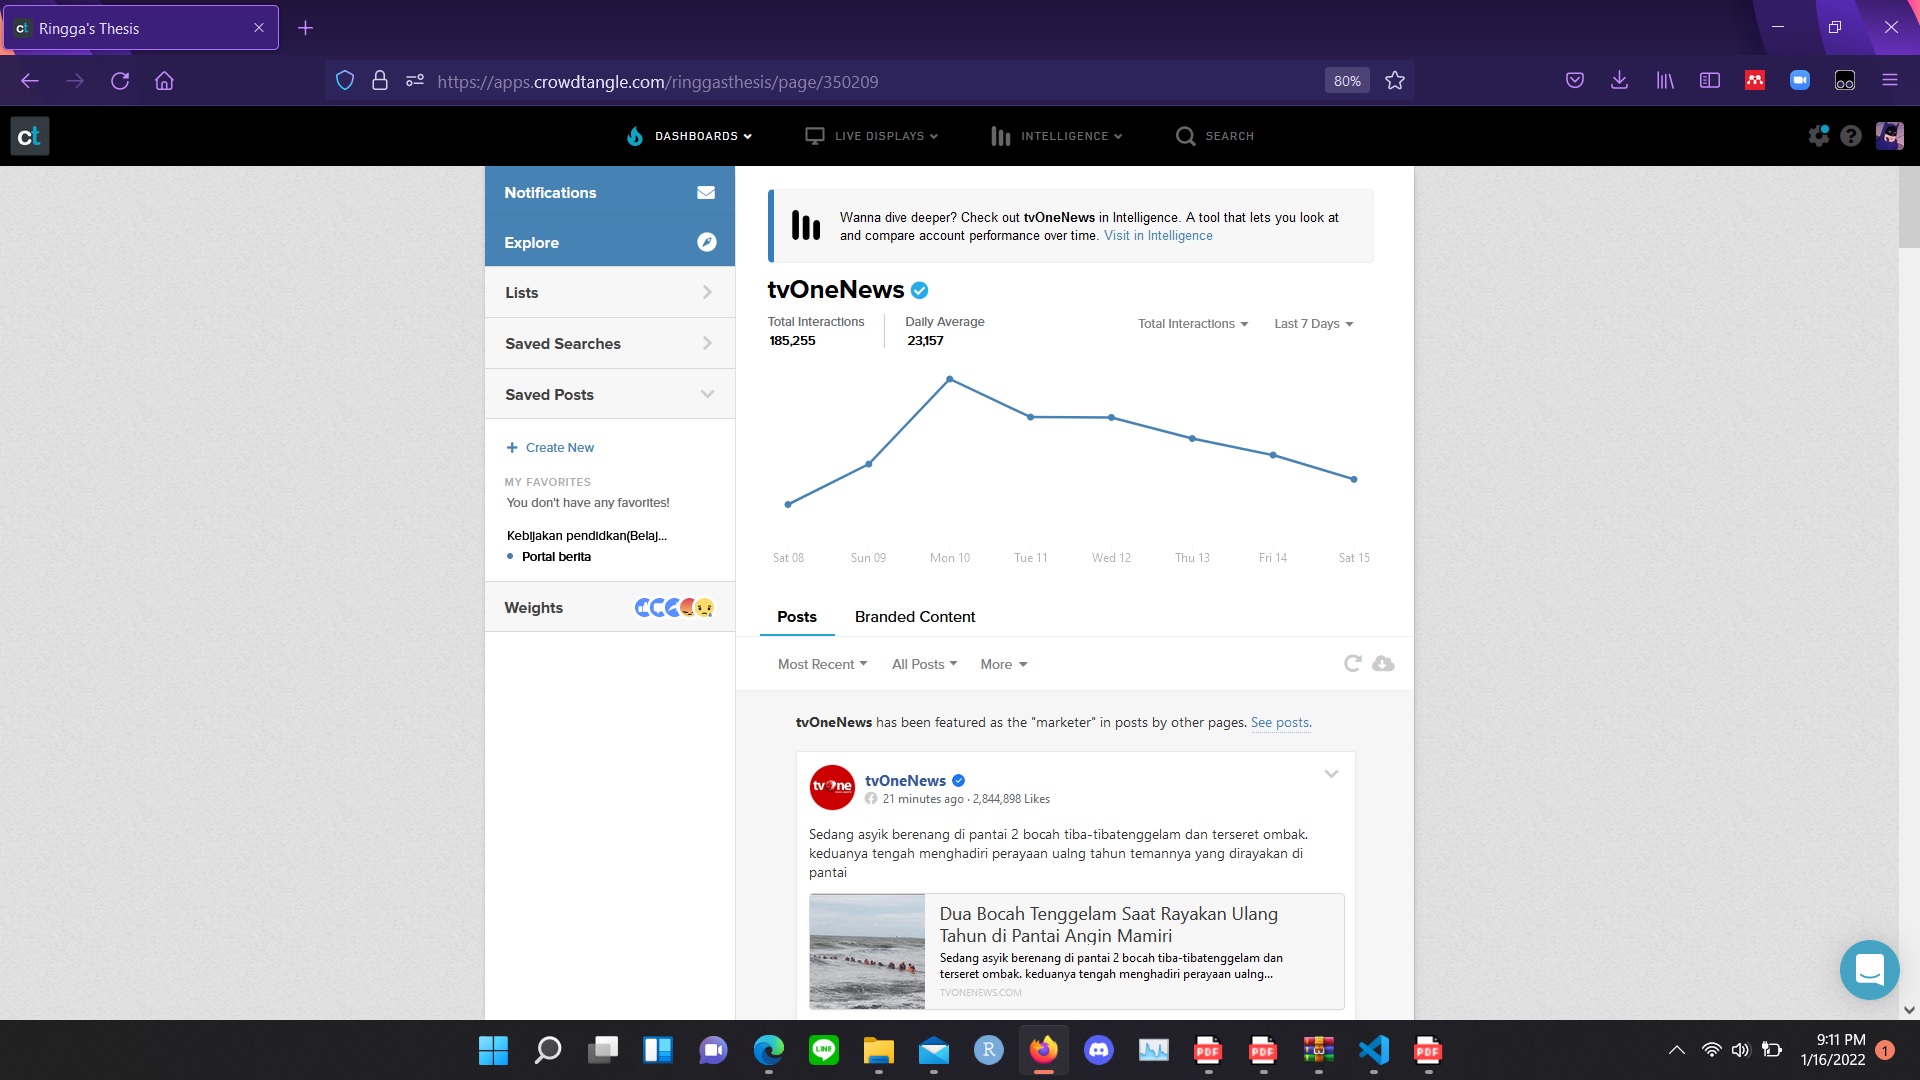 Ringga's Thesis
https://apps.crowdtangle.com/ringgasthesis/page/350209
80%
ct
DASHBOARDS
LIVE DISPLAYS
INTELLIGENCE
SEARCH
Notifications
Explore
Lists
Saved Searches
Saved Posts
Create New
MY FAVORITES
You don't have any favorites!
Kebijakan pendidkan(Belaj...
Portal berita
Weights
Wanna dive deeper? Check out tvOneNews in Intelligence. A tool that lets you look at
and compare account performance over time. Visit in Intelligence
tvOneNews
Total Interactions
185,255
Daily Average
23,157
Total Interactions
Last 7 Days
Sat 08
Sun 09
Mon 10
Tue 11
Wed 12
Thu 13
Fri 14
Sat 15
Posts
Branded Content
Most Recent
All Posts
More
tvOneNews has been featured as the "marketer" in posts by other pages. See posts.
tvOne
tvOneNews
21 minutes ago · 2,844,898 Likes
Sedang asyik berenang di pantai 2 bocah tiba-tibatenggelam dan terseret ombak.
keduanya tengah menghadiri perayaan ualng tahun temannya yang dirayakan di
pantai
Dua Bocah Tenggelam Saat Rayakan Ulang
Tahun di Pantai Angin Mamiri
Sedang asyik berenang di pantai 2 bocah tiba-tibatenggelam dan
terseret ombak. keduanya tengah menghadiri perayaan ualng...
TVONENEWS.COM
LINE
R
PDF
PDF
PDF
9:11 PM
1/16/2022
1